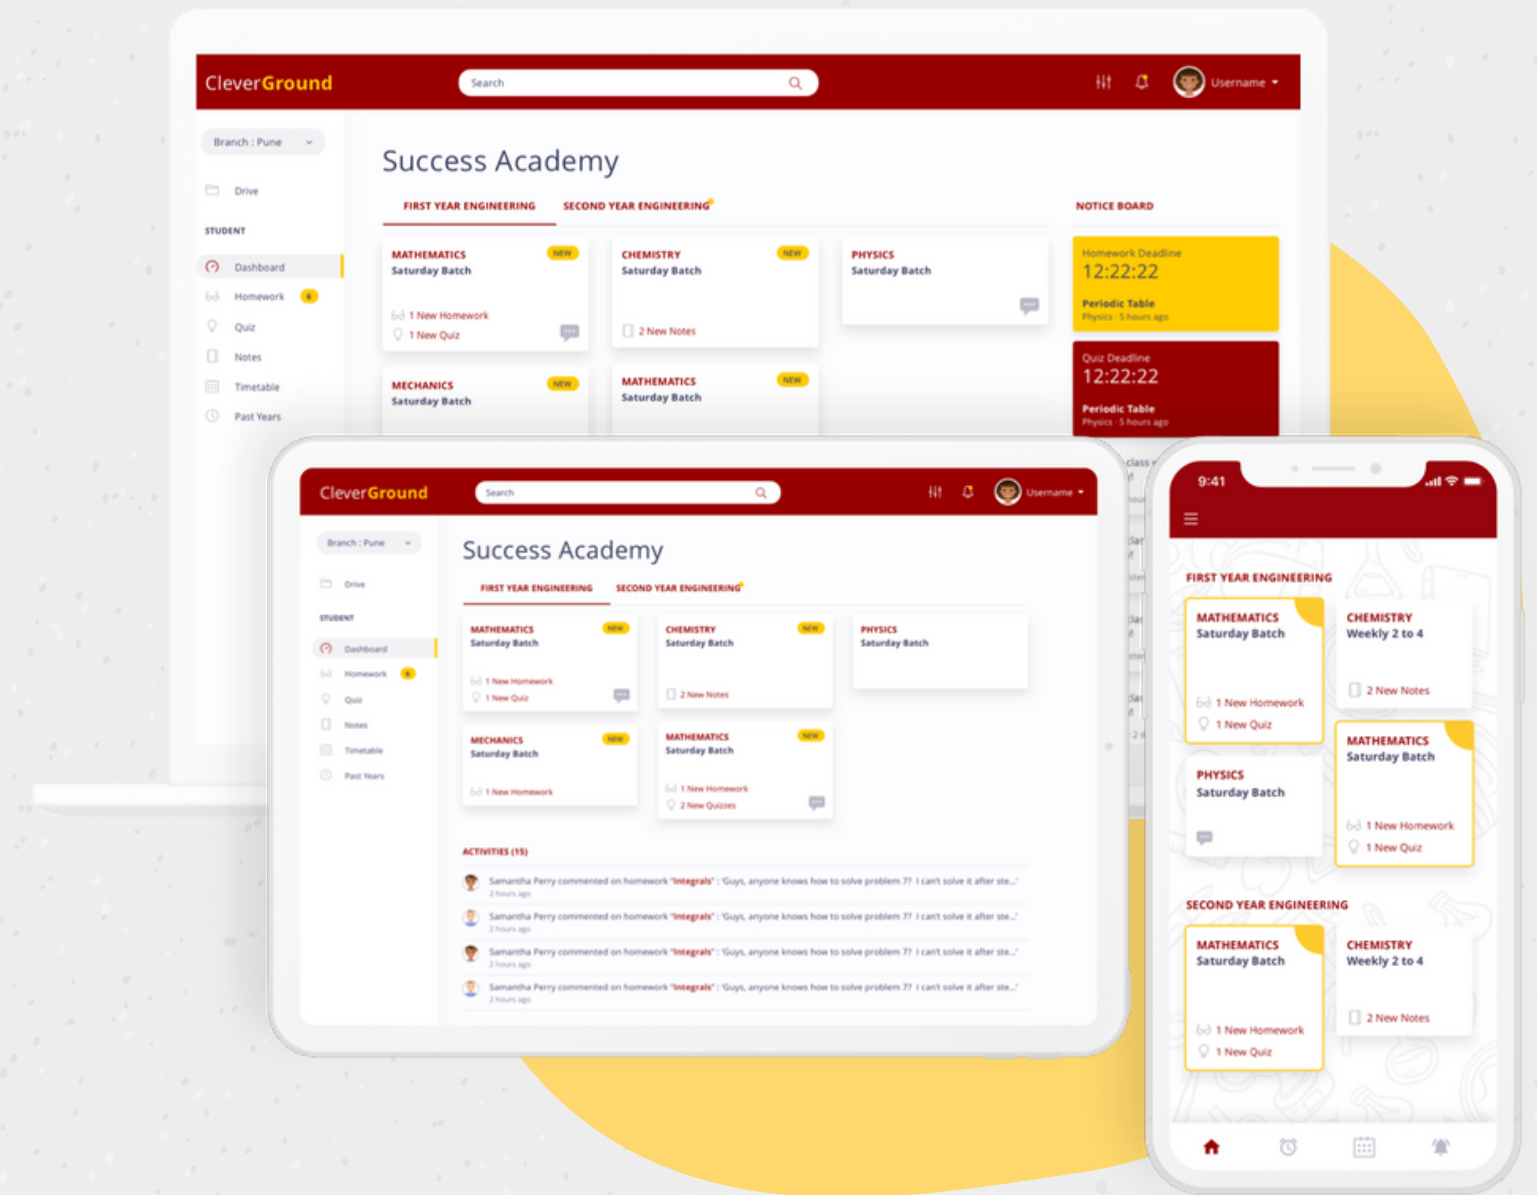 CleverGround
Search
Username
Branch : Pune
Drive
STUDENT
Dashboard
Homework 6
Quiz
Notes
Timetable
Past Years
Success Academy
FIRST YEAR ENGINEERING SECOND YEAR ENGINEERING
MATHEMATICS NEW
Saturday Batch
1 New Homework
1 New Quiz
CHEMISTRY NEW
Saturday Batch
2 New Notes
PHYSICS
Saturday Batch
MECHANICS NEW
Saturday Batch
MATHEMATICS NEW
Saturday Batch
NOTICE BOARD
Homework Deadline
12:22:22
Periodic Table
Physics · 5 hours ago
Quiz Deadline
12:22:22
Periodic Table
Physics · 5 hours ago
class
CleverGround
Search
Username
Branch : Pune
Drive
STUDENT
Dashboard
Homework 6
Quiz
Notes
Timetable
Past Years
Success Academy
FIRST YEAR ENGINEERING SECOND YEAR ENGINEERING
MATHEMATICS NEW
Saturday Batch
1 New Homework
1 New Quiz
CHEMISTRY NEW
Saturday Batch
2 New Notes
PHYSICS
Saturday Batch
MECHANICS NEW
Saturday Batch
1 New Homework
MATHEMATICS NEW
Saturday Batch
1 New Homework
2 New Quizzes
ACTIVITIES (15)
Samantha Perry commented on homework "Integrals" : 'Guys, anyone knows how to solve problem 7? I can't solve it after ste...'
2 hours ago
Samantha Perry commented on homework "Integrals" : 'Guys, anyone knows how to solve problem 7? I can't solve it after ste...'
2 hours ago
Samantha Perry commented on homework "Integrals" : 'Guys, anyone knows how to solve problem 7? I can't solve it after ste...'
2 hours ago
Samantha Perry commented on homework "Integrals" : 'Guys, anyone knows how to solve problem 7? I can't solve it after ste...'
2 hours ago
9:41
FIRST YEAR ENGINEERING
MATHEMATICS
Saturday Batch
1 New Homework
1 New Quiz
CHEMISTRY
Weekly 2 to 4
2 New Notes
PHYSICS
Saturday Batch
MATHEMATICS
Saturday Batch
1 New Homework
1 New Quiz
SECOND YEAR ENGINEERING
MATHEMATICS
Saturday Batch
1 New Homework
1 New Quiz
CHEMISTRY
Weekly 2 to 4
2 New Notes